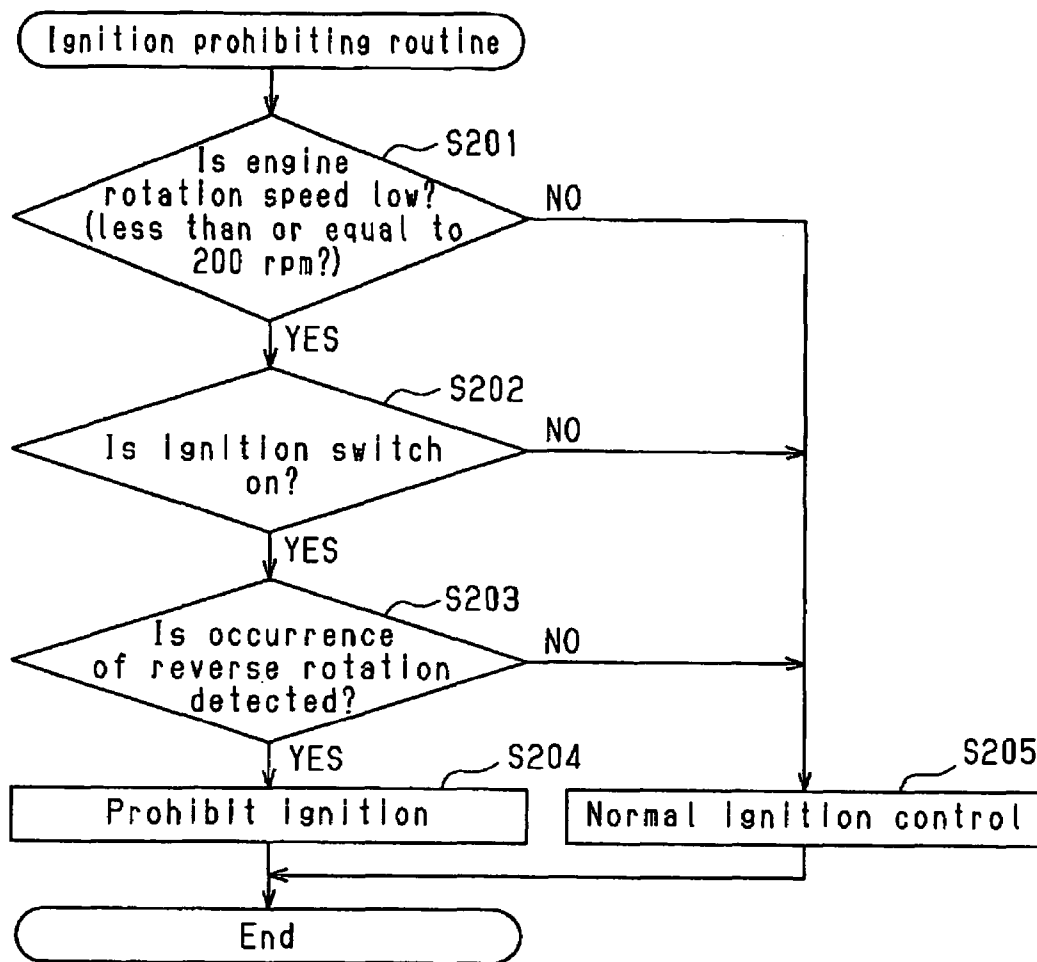 Ignition prohibiting routine
S201
Is engine
rotation speed low?
(less than or equal to
200 rpm?)
NO
YES
S202
Is ignition switch
on?
NO
YES
S203
Is occurrence
of reverse rotation
detected?
NO
YES
S204
Prohibit ignition
S205
Normal ignition control
End